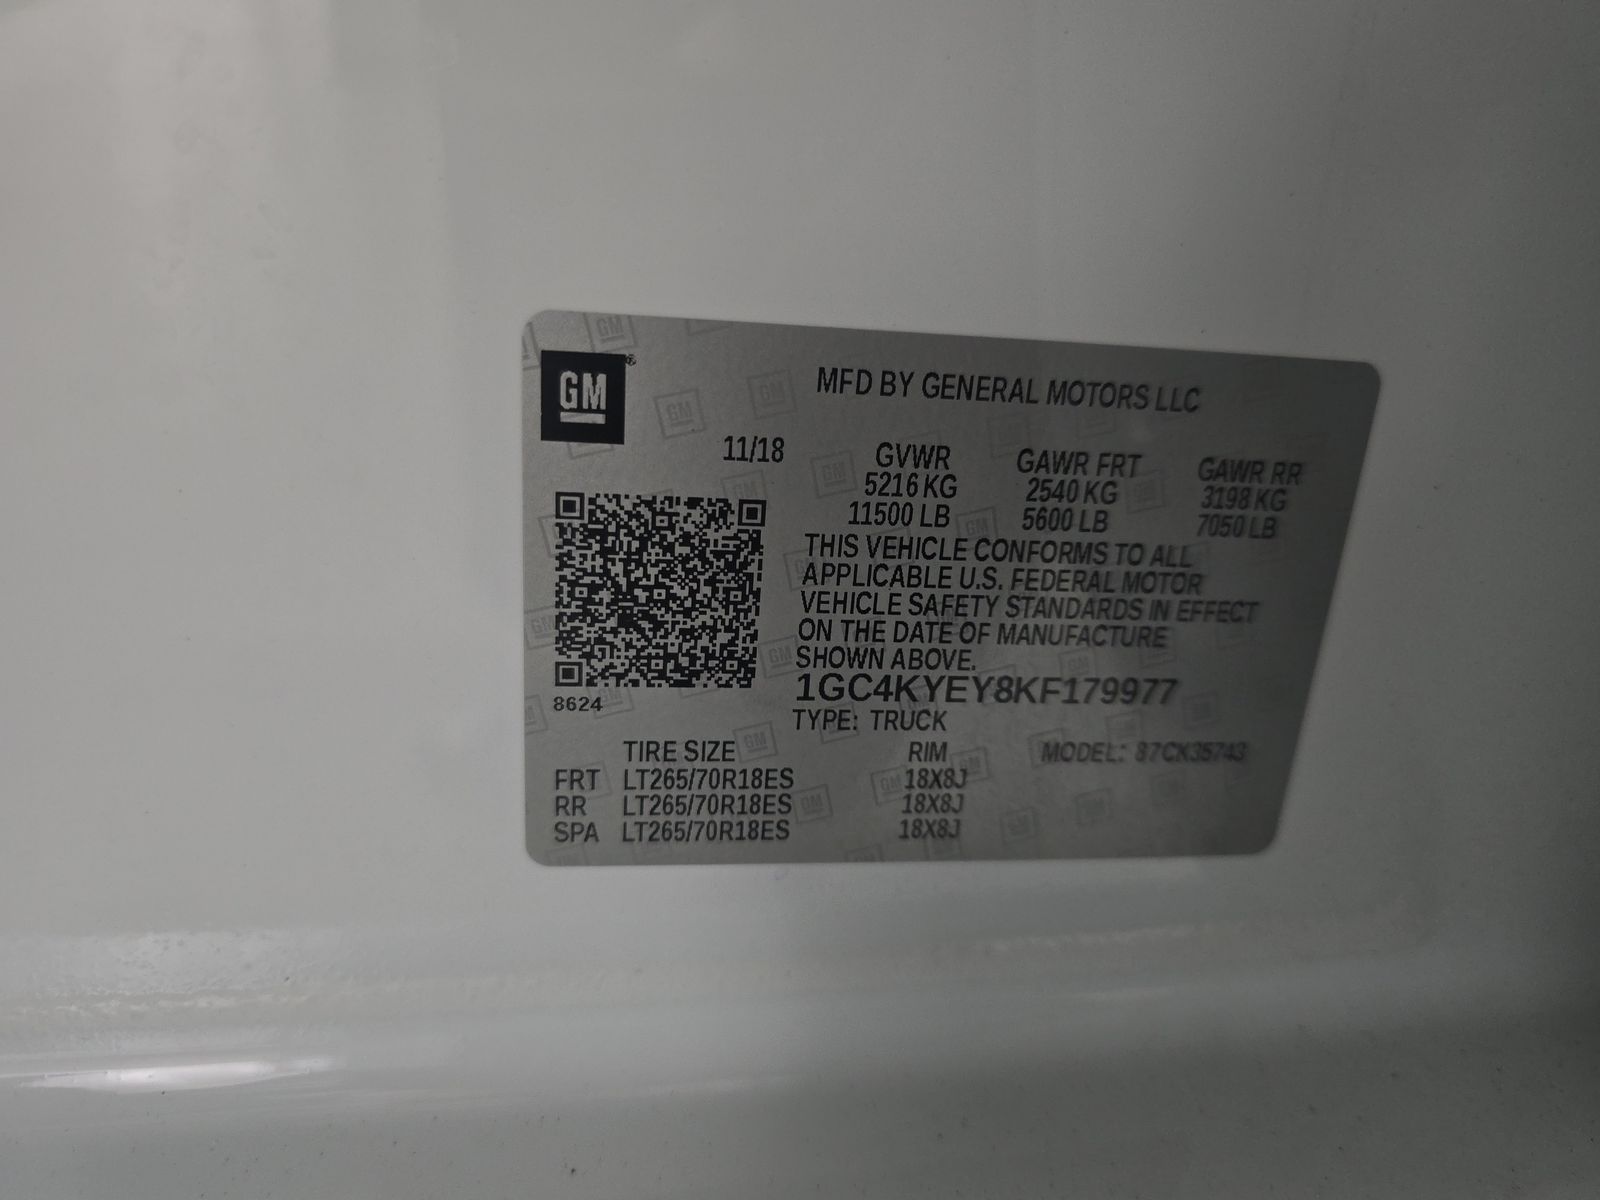 GM
MFD BY GENERAL MOTORS LLC
11/18 GVWR GAWR FRT GAWR RR
5216 KG 2540 KG 3198 KG
11500 LB 5600 LB 7050 LB
THIS VEHICLE CONFORMS TO ALL
APPLICABLE U.S. FEDERAL MOTOR
VEHICLE SAFETY STANDARDS IN EFFECT
ON THE DATE OF MANUFACTURE
SHOWN ABOVE.
1GC4KYEY8KF179977
8624
TYPE: TRUCK
TIRE SIZE RIM MODEL: 87CK35743
FRT LT265/70R18ES 18X8J
RR LT265/70R18ES 18X8J
SPA LT265/70R18ES 18X8J